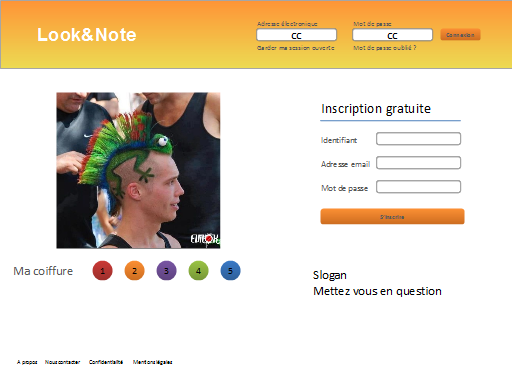 Look&Note
Adresse électronique
Mot de passe
cc
cc
Connexion
Garder ma session ouverte
Mot de passe oublié ?
Inscription gratuite
Identifiant
Adresse email
Mot de passe
S'inscrire
Ma coiffure
1 2 3 4 5
Slogan
Mettez vous en question
A propos Nous contacter Confidentialité Mentions légales